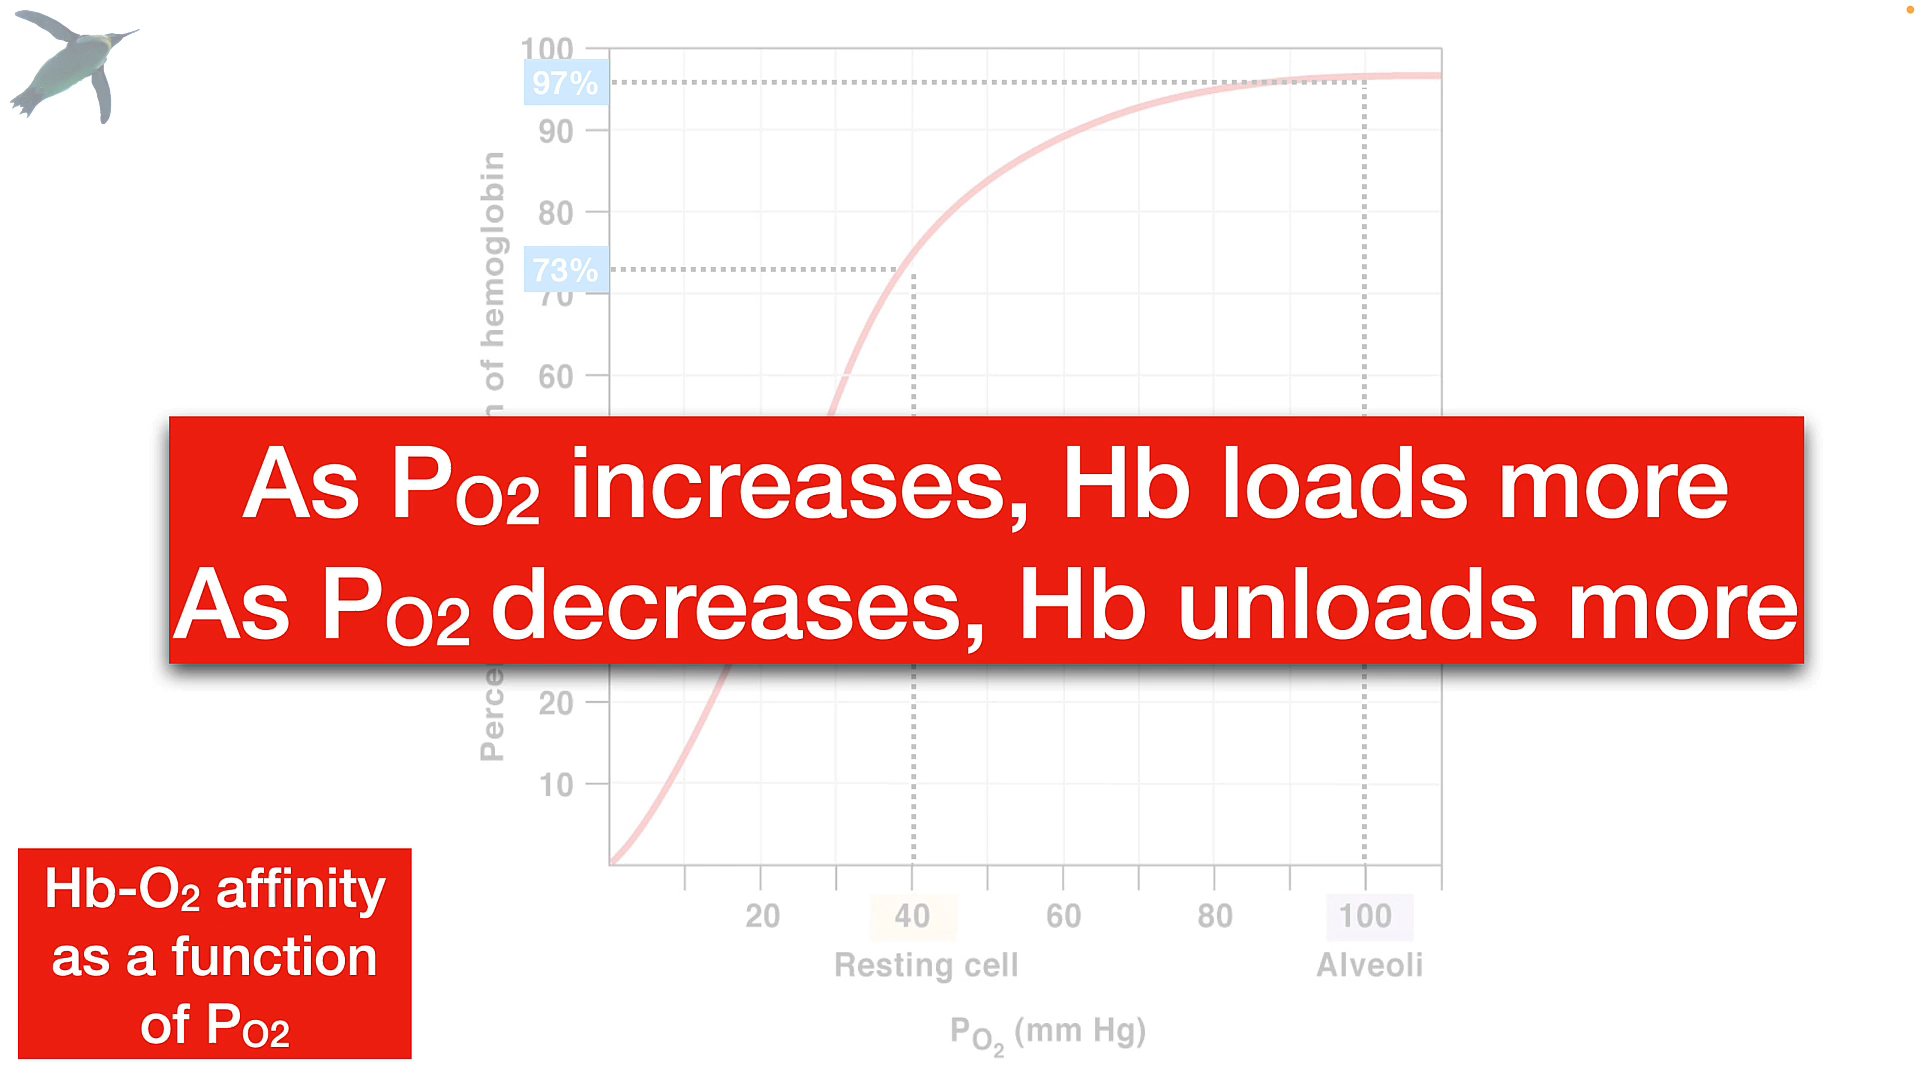 100
97%
90
80
73%
70
60
20
10
n of hemoglobin
Perce
As PO2 increases, Hb loads more
As PO2 decreases, Hb unloads more
20 40 60 80 100
Resting cell Alveoli
PO2 (mm Hg)
Hb-O2 affinity
as a function
of PO2